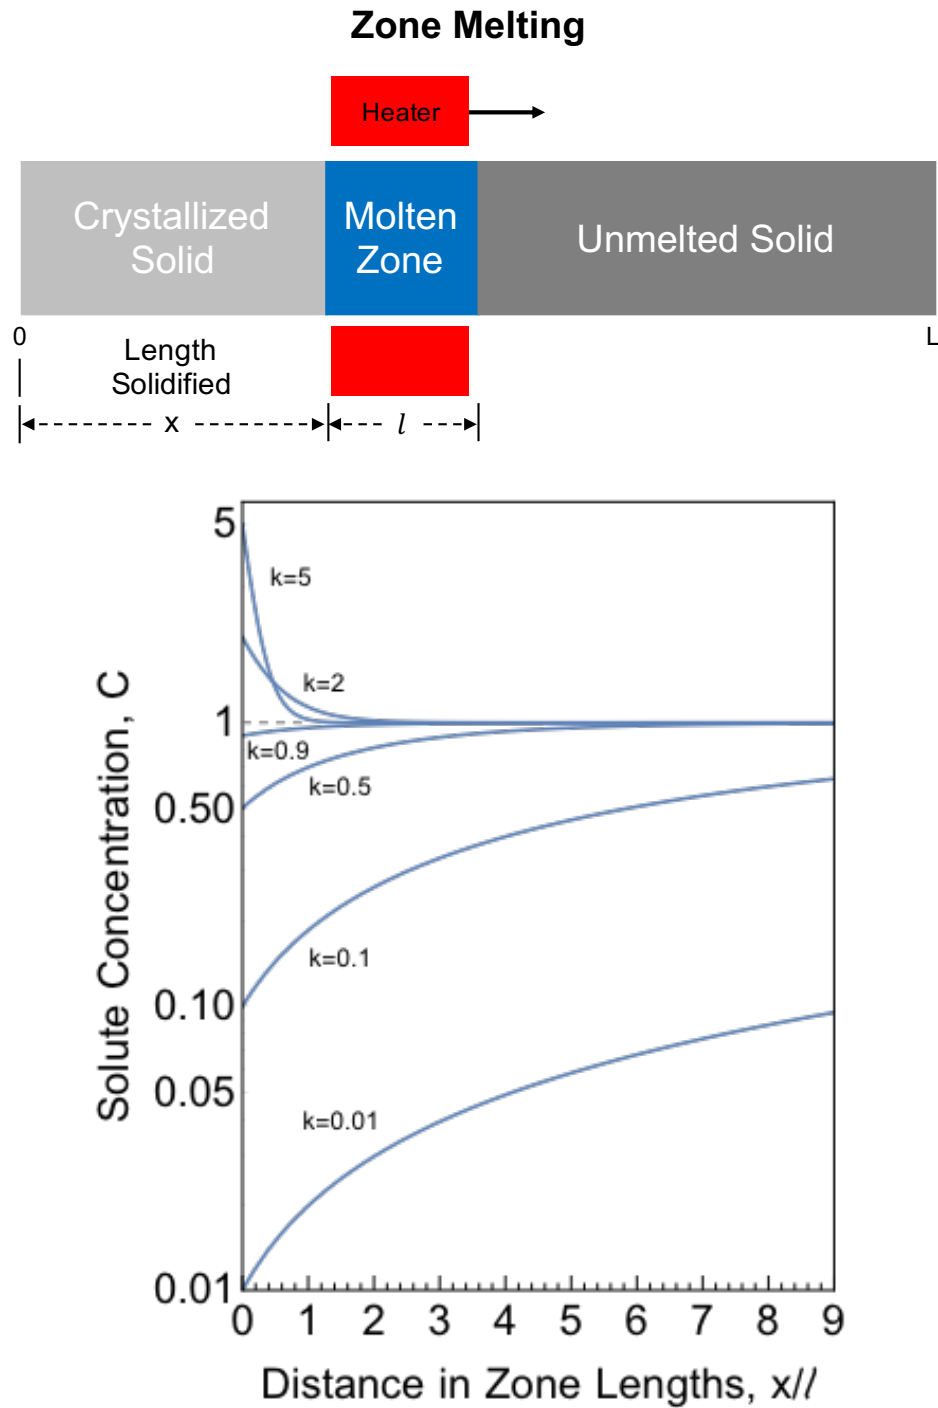 Zone Melting
Heater
Crystallized
Solid
Molten
Zone
Unmelted Solid
0
L
Length
Solidified
x
l
5
k=5
k=2
1
k=0.9
k=0.5
0.50
k=0.1
0.10
0.05
k=0.01
0.01
0 1 2 3 4 5 6 7 8 9
Solute Concentration, C
Distance in Zone Lengths, x/l